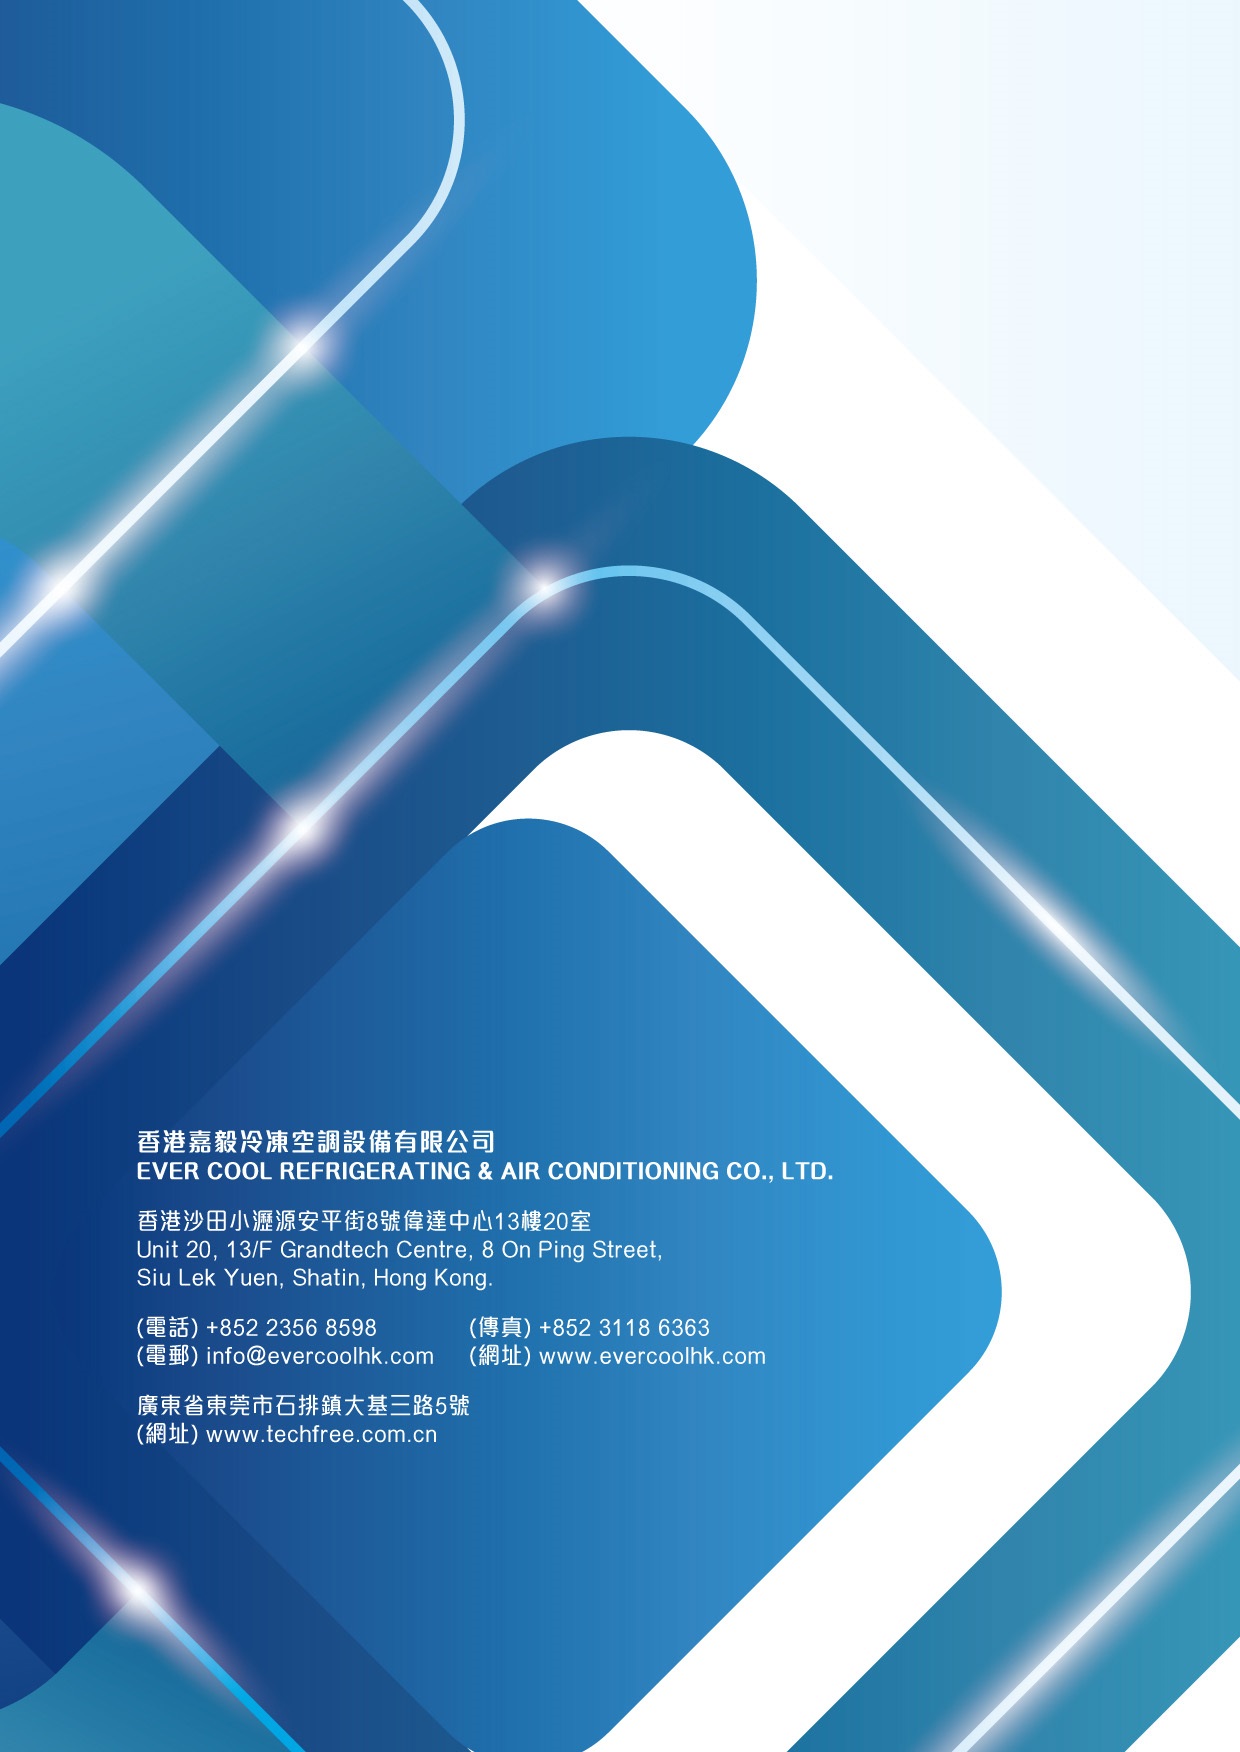 香港嘉毅冷凍空調設備有限公司
EVER COOL REFRIGERATING & AIR CONDITIONING CO., LTD.
香港沙田小瀝源安平街8號偉達中心13樓20室
Unit 20, 13/F Grandtech Centre, 8 On Ping Street,
Siu Lek Yuen, Shatin, Hong Kong.
(電話) +852 2356 8598 (傳真) +852 3118 6363
(電郵) info@evercoolhk.com (網址) www.evercoolhk.com
廣東省東莞市石排鎮大基三路5號
(網址) www.techfree.com.cn